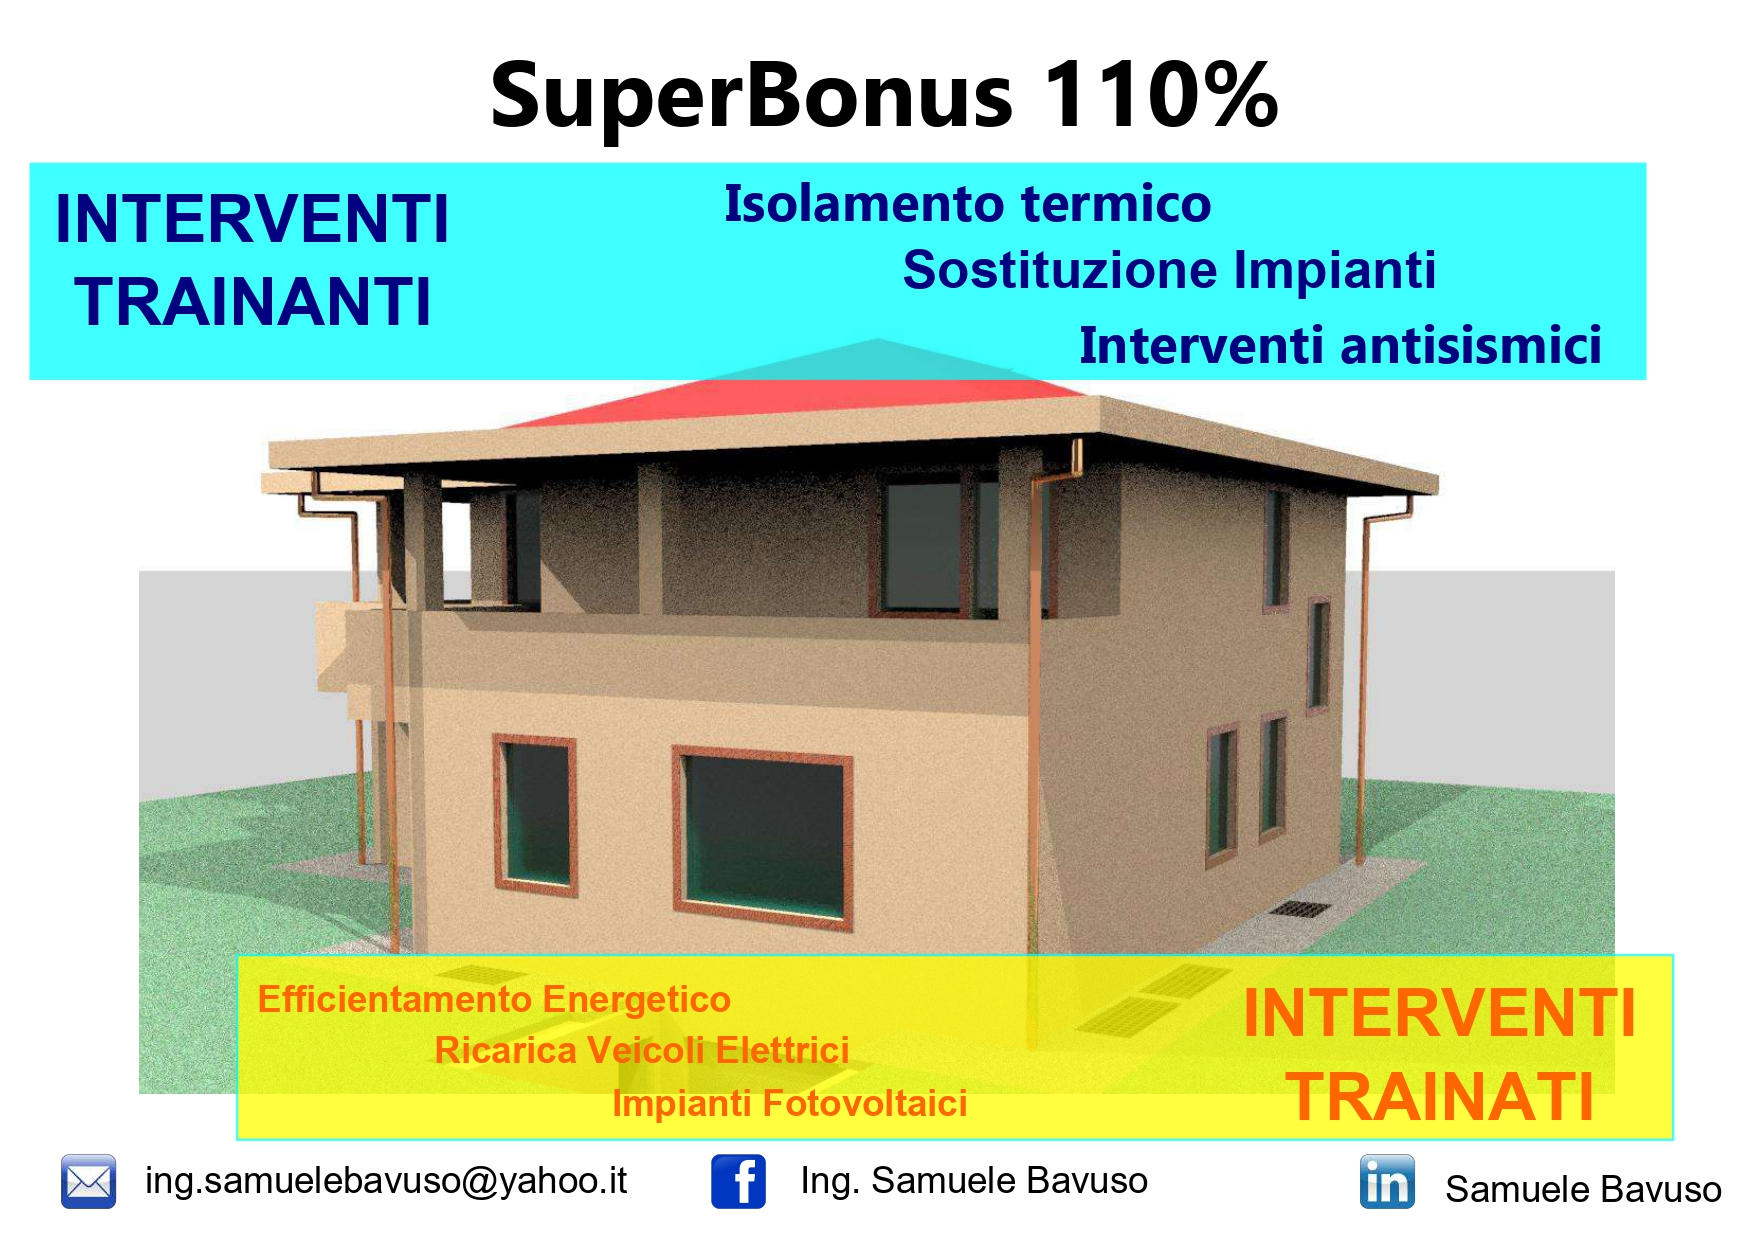 SuperBonus 110%
INTERVENTI
TRAINANTI
Isolamento termico
Sostituzione Impianti
Interventi antisismici
Efficientamento Energetico
Ricarica Veicoli Elettrici
Impianti Fotovoltaici
INTERVENTI
TRAINATI
ing.samuelebavuso@yahoo.it
f
Ing. Samuele Bavuso
in
Samuele Bavuso